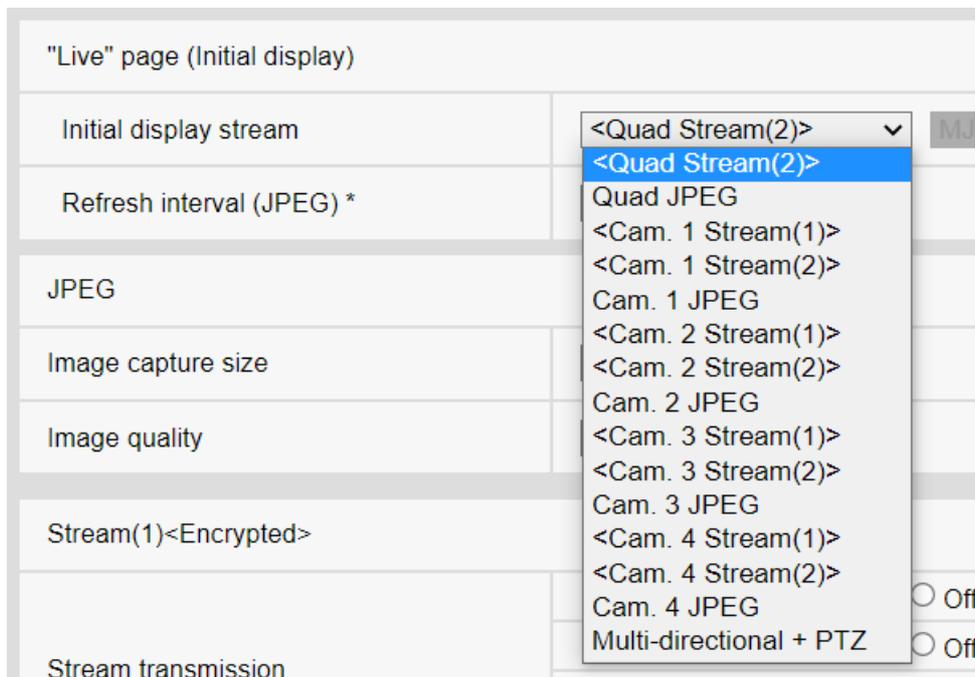 "Live" page (Initial display)
Initial display stream
<Quad Stream(2)>
Refresh interval (JPEG) *
JPEG
Image capture size
Image quality
Stream(1)<Encrypted>
Stream transmission
<Quad Stream(2)>
Quad JPEG
<Cam. 1 Stream(1)>
<Cam. 1 Stream(2)>
Cam. 1 JPEG
<Cam. 2 Stream(1)>
<Cam. 2 Stream(2)>
Cam. 2 JPEG
<Cam. 3 Stream(1)>
<Cam. 3 Stream(2)>
Cam. 3 JPEG
<Cam. 4 Stream(1)>
<Cam. 4 Stream(2)>
Cam. 4 JPEG
Multi-directional + PTZ
Off
Off